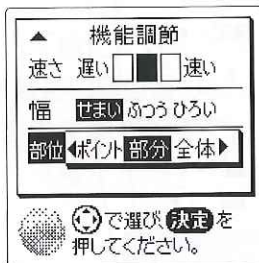 ▲ 機能調節
速さ 遅い□■□速い
幅 せまい ふつう ひろい
部位 ◀ポイント 部分 全体▶
で選び、決定を
押してください。